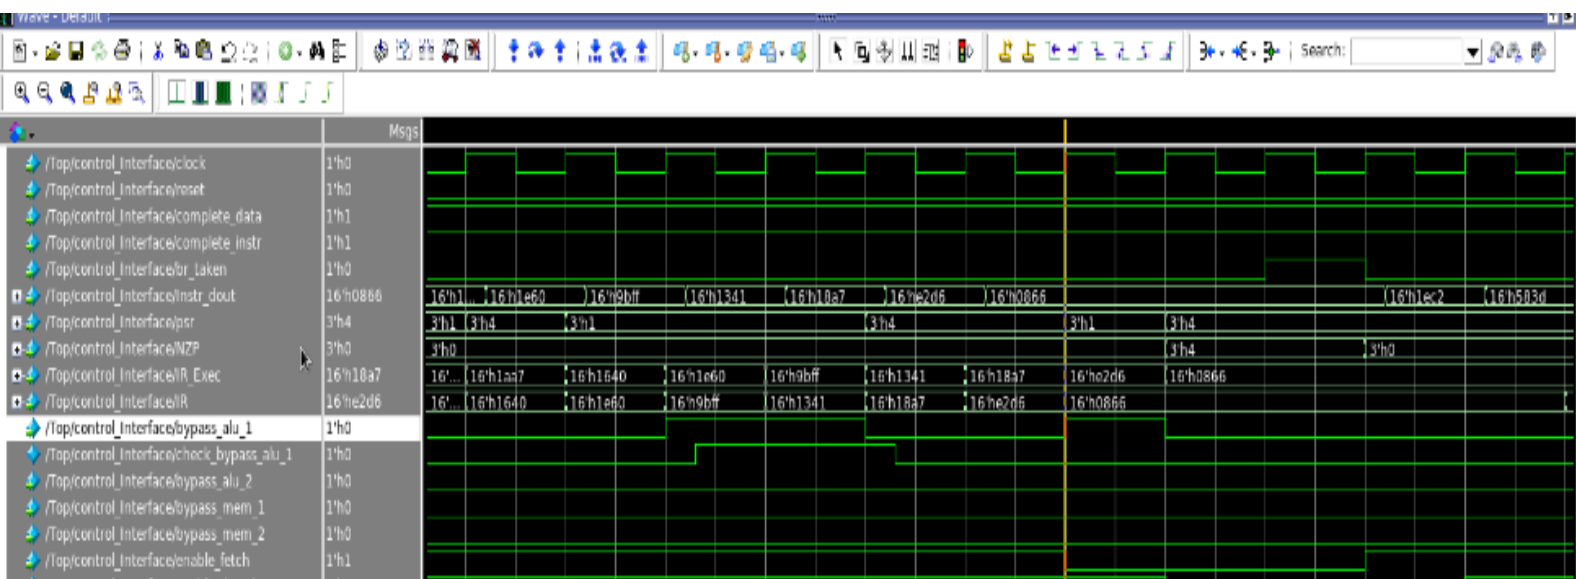 Wave - Default :
Search:
Msgs
/Top/control_Interface/clock 1'h0
/Top/control_Interface/reset 1'h0
/Top/control_Interface/complete_data 1'h1
/Top/control_Interface/complete_instr 1'h1
/Top/control_Interface/br_taken 1'h0
/Top/control_Interface/Instr_dout 16'h0866 16'h1... 16'h1e60 16'h9bff 16'h1341 16'h18a7 16'he2d6 16'h0866 16'h1ec2 16'h583d
/Top/control_Interface/psr 3'h4 3'h1 3'h4 3'h1 3'h4 3'h1 3'h4
/Top/control_Interface/NZP 3'h0 3'h0 3'h4 3'h0
/Top/control_Interface/IR_Exec 16'h18a7 16'... 16'h1aa7 16'h1640 16'h1e60 16'h9bff 16'h1341 16'h18a7 16'he2d6 16'h0866
/Top/control_Interface/IR 16'he2d6 16'... 16'h1640 16'h1e60 16'h9bff 16'h1341 16'h18a7 16'he2d6 16'h0866
/Top/control_Interface/bypass_alu_1 1'h0
/Top/control_Interface/check_bypass_alu_1 1'h0
/Top/control_Interface/bypass_alu_2 1'h0
/Top/control_Interface/bypass_mem_1 1'h0
/Top/control_Interface/bypass_mem_2 1'h0
/Top/control_Interface/enable_fetch 1'h1